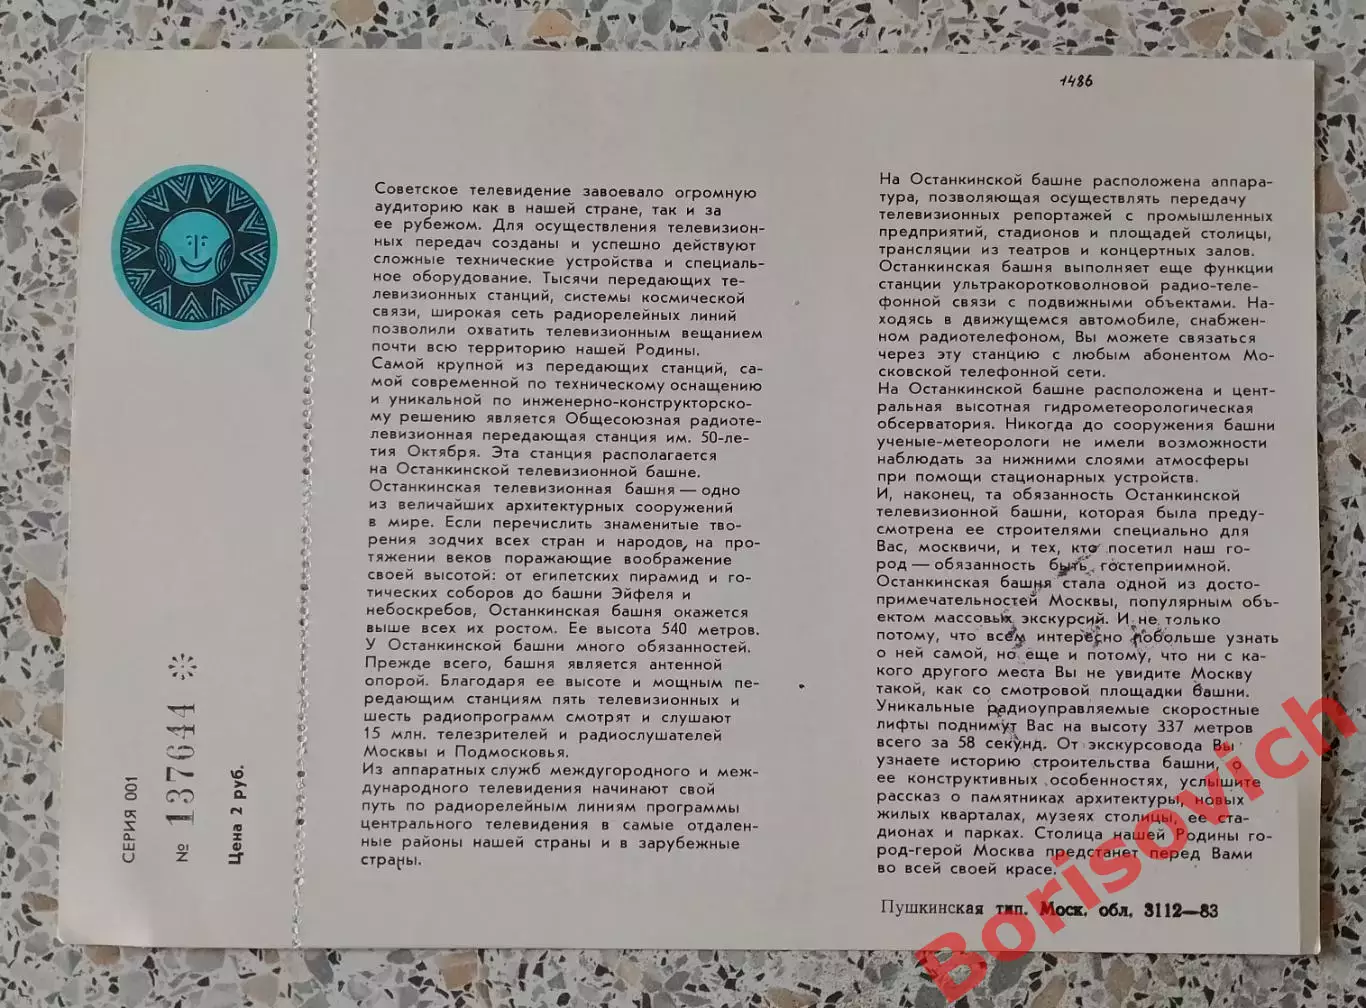 1486
Советское телевидение завоевало огромную
аудиторию как в нашей стране, так и за
ее рубежом. Для осуществления телевизион-
нных передач созданы и успешно действуют
сложные технические устройства и специаль-
ное оборудование. Тысячи передающих те-
левизионных станций, системы космической
связи, широкая сеть радиорелейных линий
позволили охватить телевизионным вещанием
почти всю территорию нашей Родины.
Самой крупной из передающих станций, са-
мой современной по техническому оснащению
и уникальной по инженерно-конструкторско-
му решению является Общесоюзная радиоте-
левизионная передающая станция им. 50-ле-
тия Октября. Эта станция располагается
на Останкинской телевизионной башне.
Останкинская телевизионная башня — одно
из величайших архитектурных сооружений
в мире. Если перечислить знаменитые тво-
рения зодчих всех стран и народов, на про-
тяжении веков поражающие воображение
своей высотой: от египетских пирамид и го-
тических соборов до башни Эйфеля и
небоскребов, Останкинская башня окажется
выше всех их ростом. Ее высота 540 метров.
У Останкинской башни много обязанностей.
Прежде всего, башня является антенной
опорой. Благодаря ее высоте и мощным пе-
редающим станциям пять телевизионных и
шесть радиопрограмм смотрят и слушают
15 млн. телезрителей и радиослушателей
Москвы и Подмосковья.
Из аппаратных служб междугородного и меж-
дународного телевидения начинают свой
путь по радиорелейным линиям программы
центрального телевидения в самые отдален-
ные районы нашей страны и в зарубежные
страны.
На Останкинской башне расположена аппара-
тура, позволяющая осуществлять передачу
телевизионных репортажей с промышленных
предприятий, стадионов и площадей столицы,
трансляции из театров и концертных залов.
Останкинская башня выполняет еще функции
станции ультракоротковолновой радио-теле-
фонной связи с подвижными объектами. На-
ходясь в движущемся автомобиле, снабжен-
ном радиотелефоном, Вы можете связаться
через эту станцию с любым абонентом Мо-
сковской телефонной сети.
На Останкинской башне расположена и цент-
ральная высотная гидрометеорологическая
обсерватория. Никогда до сооружения башни
ученые-метеорологи не имели возможности
наблюдать за нижними слоями атмосферы
при помощи стационарных устройств.
И, наконец, та обязанность Останкинской
телевизионной башни, которая была преду-
смотрена ее строителями специально для
Вас, москвичи, и тех, кто посетил наш го-
род — обязанность быть гостеприимной.
Останкинская башня стала одной из досто-
примечательностей Москвы, популярным объ-
ектом массовых экскурсий. И не только
потому, что всем интересно побольше узнать
о ней самой, но еще и потому, что ни с ка-
кого другого места Вы не увидите Москву
такой, как со смотровой площадки башни.
Уникальные радиоуправляемые скоростные
лифты поднимут Вас на высоту 337 метров
всего за 58 секунд. От экскурсовода Вы
узнаете историю строительства башни, о
ее конструктивных особенностях, услышите
рассказ о памятниках архитектуры, новых
жилых кварталах, музеях столицы, ее ста-
дионах и парках. Столица нашей Родины го-
род-герой Москва предстанет перед Вами
во всей своей красе.
Пушкинская тип. Моск. обл. 3112—83
СЕРИЯ 001
№ 137644
Цена 2 руб.
Borisovich